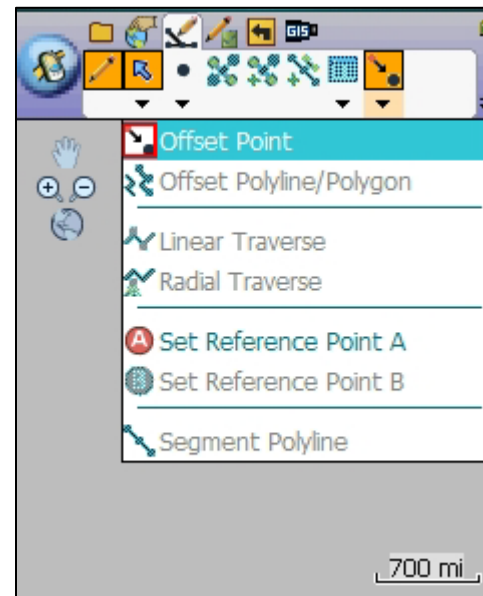 GIS
Offset Point
Offset Polyline/Polygon
Linear Traverse
Radial Traverse
A Set Reference Point A
B Set Reference Point B
Segment Polyline
700 mi